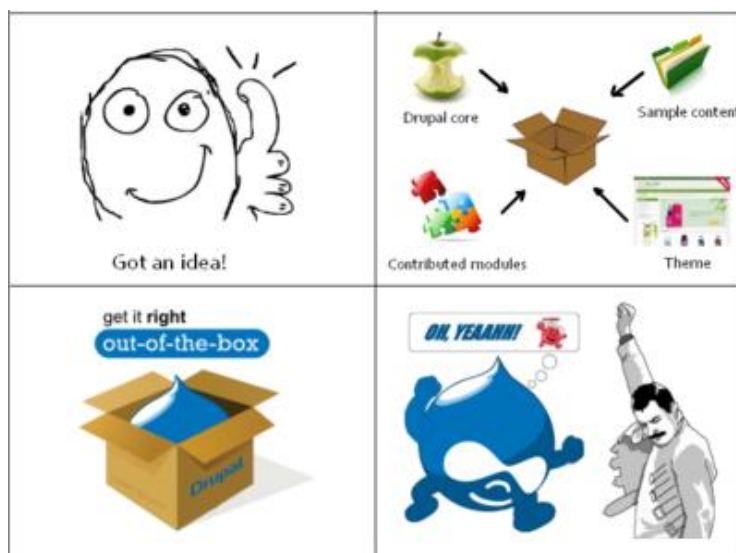 Got an idea!
Drupal core
Sample content
Contributed modules
Theme
get it right
out-of-the-box
Drupal
OH, YEAAHH!